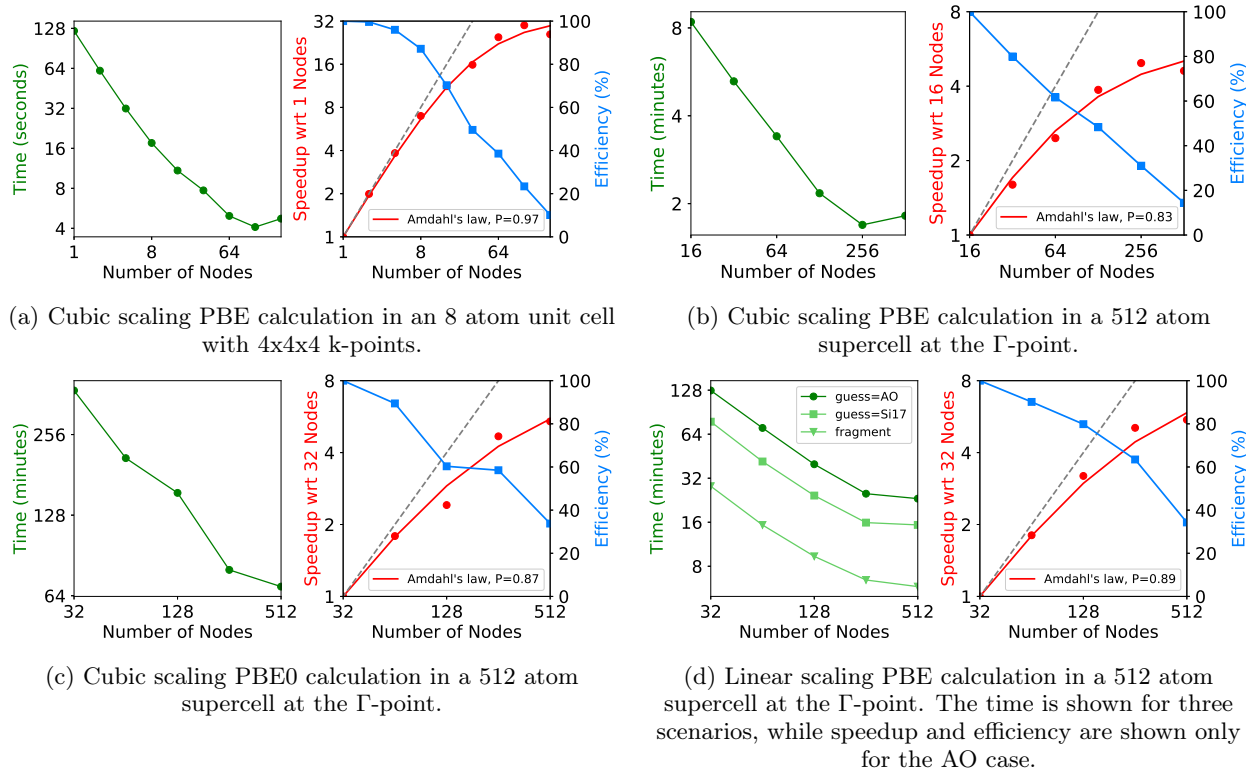 128
64
32
16
8
4
Time (seconds)
1
8
64
Number of Nodes
32
16
8
4
2
1
Speedup wrt 1 Nodes
100
80
60
40
20
0
Efficiency (%)
Amdahl's law, P=0.97
1
8
64
Number of Nodes
(a) Cubic scaling PBE calculation in an 8 atom unit cell
with 4x4x4 k-points.
8
4
2
Time (minutes)
16
64
256
Number of Nodes
8
4
2
1
Speedup wrt 16 Nodes
100
80
60
40
20
0
Efficiency (%)
Amdahl's law, P=0.83
16
64
256
Number of Nodes
(b) Cubic scaling PBE calculation in a 512 atom
supercell at the Γ-point.
256
128
64
Time (minutes)
32
128
512
Number of Nodes
8
4
2
1
Speedup wrt 32 Nodes
100
80
60
40
20
0
Efficiency (%)
Amdahl's law, P=0.87
32
128
512
Number of Nodes
(c) Cubic scaling PBE0 calculation in a 512 atom
supercell at the Γ-point.
128
64
32
16
8
Time (minutes)
guess=AO
guess=Si17
fragment
32
128
512
Number of Nodes
8
4
2
1
Speedup wrt 32 Nodes
100
80
60
40
20
0
Efficiency (%)
Amdahl's law, P=0.89
32
128
512
Number of Nodes
(d) Linear scaling PBE calculation in a 512 atom
supercell at the Γ-point. The time is shown for three
scenarios, while speedup and efficiency are shown only
for the AO case.